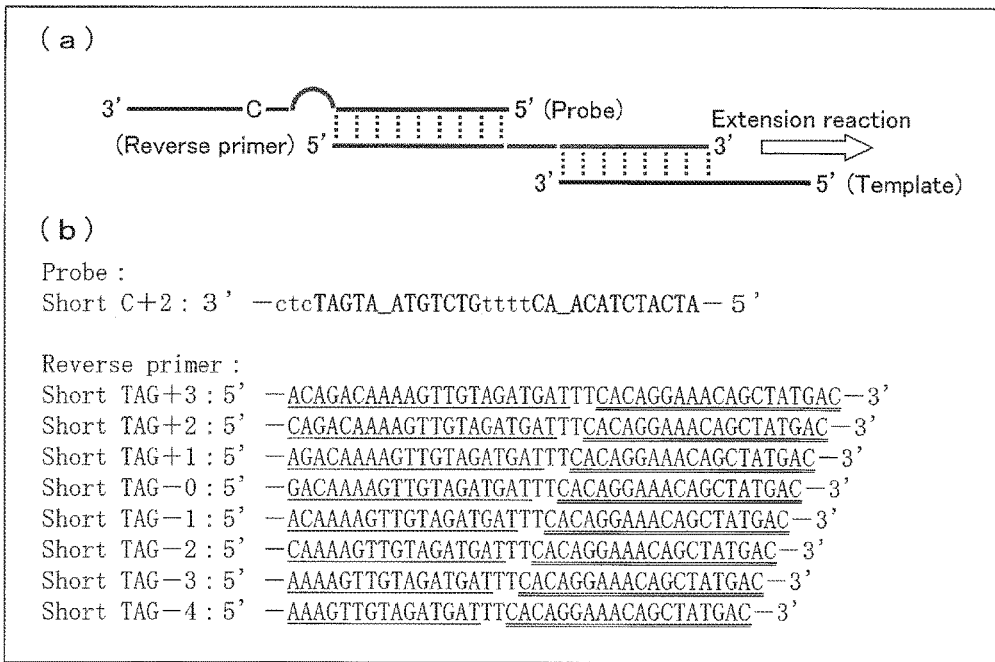 (a)
3' C 5' (Probe)
Extension reaction
(Reverse primer) 5' 3'
3' 5' (Template)
(b)
Probe :
Short C+2 : 3' -ctcTAGTA_ATGTCTGttttCA_ACATCTACTA-5'
Reverse primer :
Short TAG+3 : 5' -ACAGACAAAAGTTGTAGATGATTTCACAGGAAACAGCTATGAC-3'
Short TAG+2 : 5' -CAGACAAAAGTTGTAGATGATTTCACAGGAAACAGCTATGAC-3'
Short TAG+1 : 5' -AGACAAAAGTTGTAGATGATTTCACAGGAAACAGCTATGAC-3'
Short TAG-0 : 5' -GACAAAAGTTGTAGATGATTTCACAGGAAACAGCTATGAC-3'
Short TAG-1 : 5' -ACAAAAGTTGTAGATGATTTCACAGGAAACAGCTATGAC-3'
Short TAG-2 : 5' -CAAAAGTTGTAGATGATTTCACAGGAAACAGCTATGAC-3'
Short TAG-3 : 5' -AAAAGTTGTAGATGATTTCACAGGAAACAGCTATGAC-3'
Short TAG-4 : 5' -AAAGTTGTAGATGATTTCACAGGAAACAGCTATGAC-3'